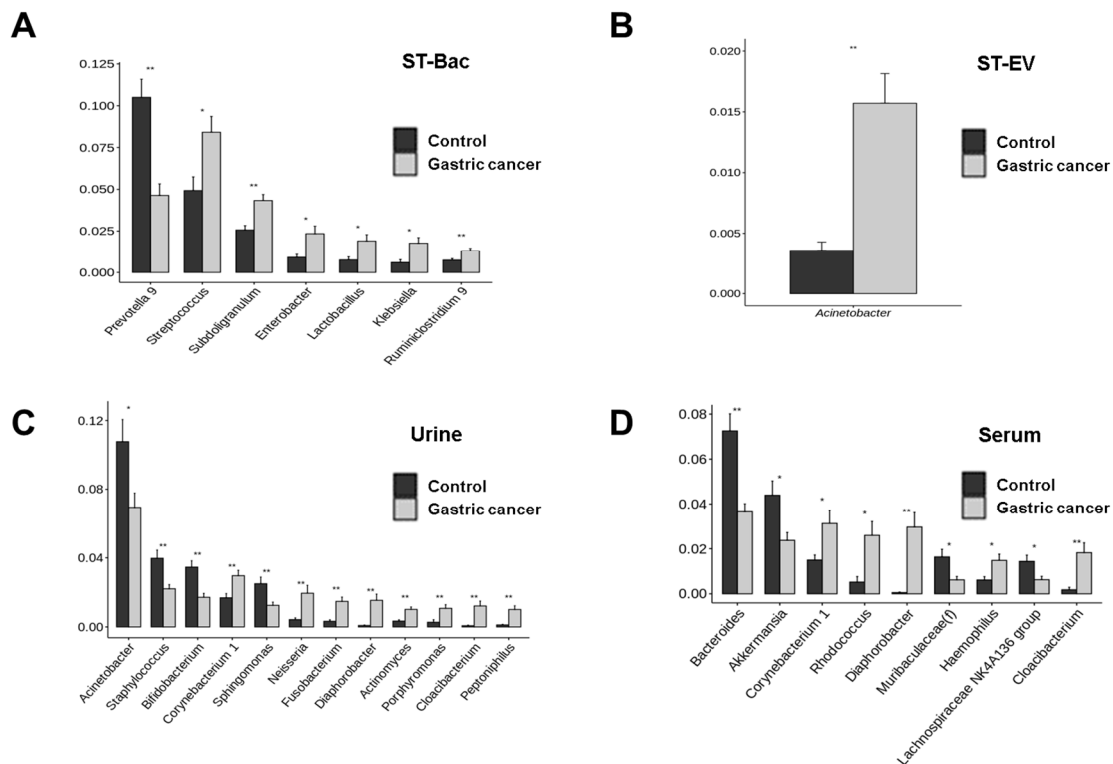 A
ST-Bac
0.125
0.100
0.075
0.050
0.025
0.000
**
*
**
*
*
*
**
Control
Gastric cancer
Prevotella 9
Streptococcus
Subdoligranulum
Enterobacter
Lactobacillus
Klebsiella
Ruminiclostridium 9
B
ST-EV
0.020
0.015
0.010
0.005
0.000
**
Control
Gastric cancer
Acinetobacter
C
Urine
0.12
0.08
0.04
0.00
*
**
**
**
**
**
**
**
**
**
**
**
Control
Gastric cancer
Acinetobacter
Staphylococcus
Bifidobacterium
Corynebacterium 1
Sphingomonas
Neisseria
Fusobacterium
Diaphorobacter
Actinomyces
Porphyromonas
Cloacibacterium
Peptoniphilus
D
Serum
0.08
0.06
0.04
0.02
0.00
**
*
*
*
**
*
*
*
**
Control
Gastric cancer
Bacteroides
Akkermansia
Corynebacterium 1
Rhodococcus
Diaphorobacter
Muribaculaceae(f)
Haemophilus
Lachnospiraceae NK4A136 group
Cloacibacterium